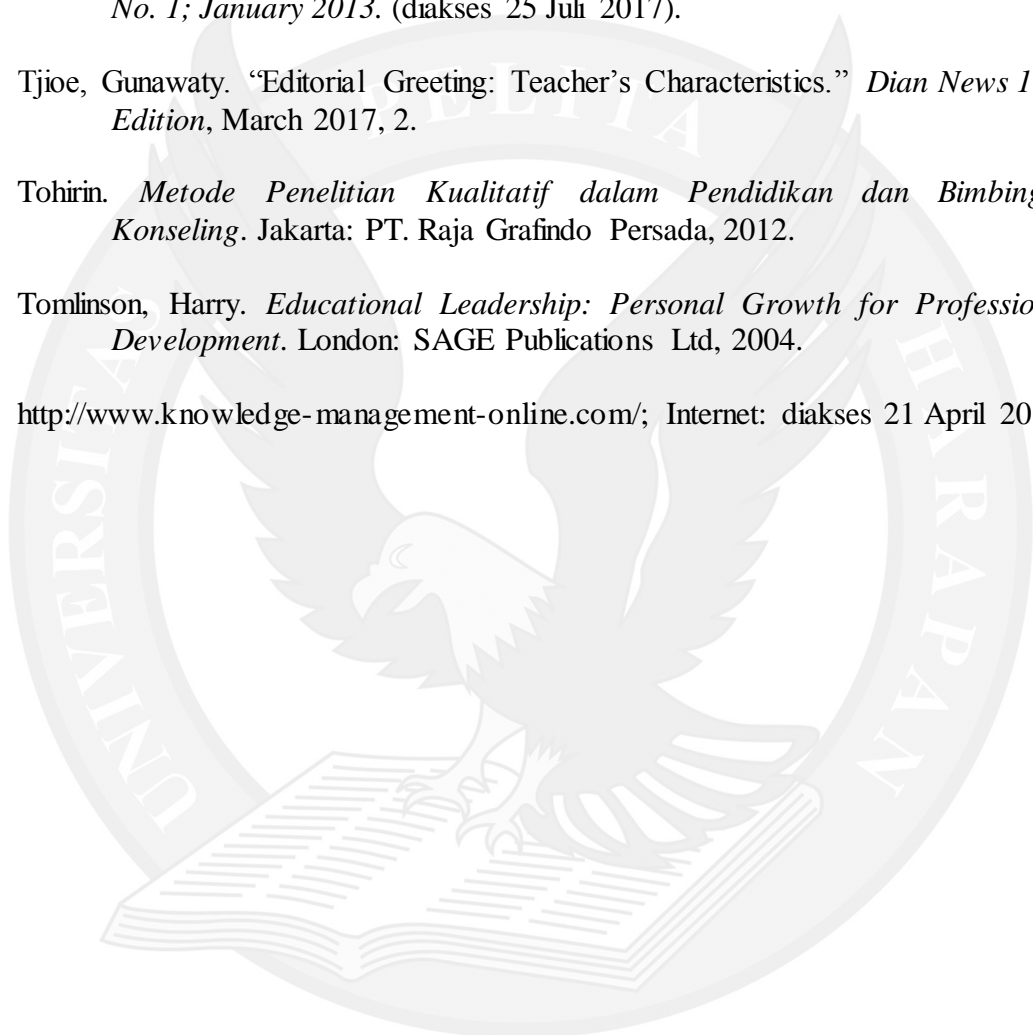 No. 1; January 2013. (diakses 25 Juli 2017).
Tjioe, Gunawaty. “Editorial Greeting: Teacher’s Characteristics.” Dian News 1
Edition, March 2017, 2.
Tohirin. Metode Penelitian Kualitatif dalam Pendidikan dan Bimbing
Konseling. Jakarta: PT. Raja Grafindo Persada, 2012.
Tomlinson, Harry. Educational Leadership: Personal Growth for Professio
Development. London: SAGE Publications Ltd, 2004.
http://www.knowledge-management-online.com/; Internet: diakses 21 April 20
UNIVERSITAS PELITA HARAPAN